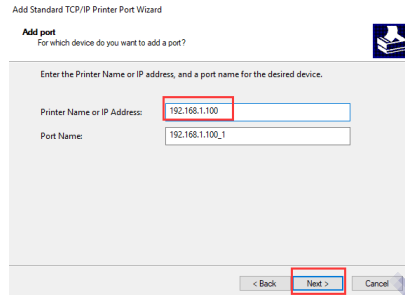 Add Standard TCP/IP Printer Port Wizard
Add port
For which device do you want to add a port?
Enter the Printer Name or IP address, and a port name for the desired device.
Printer Name or IP Address: 192.168.1.100
Port Name: 192.168.1.100_1
< Back Next > Cancel